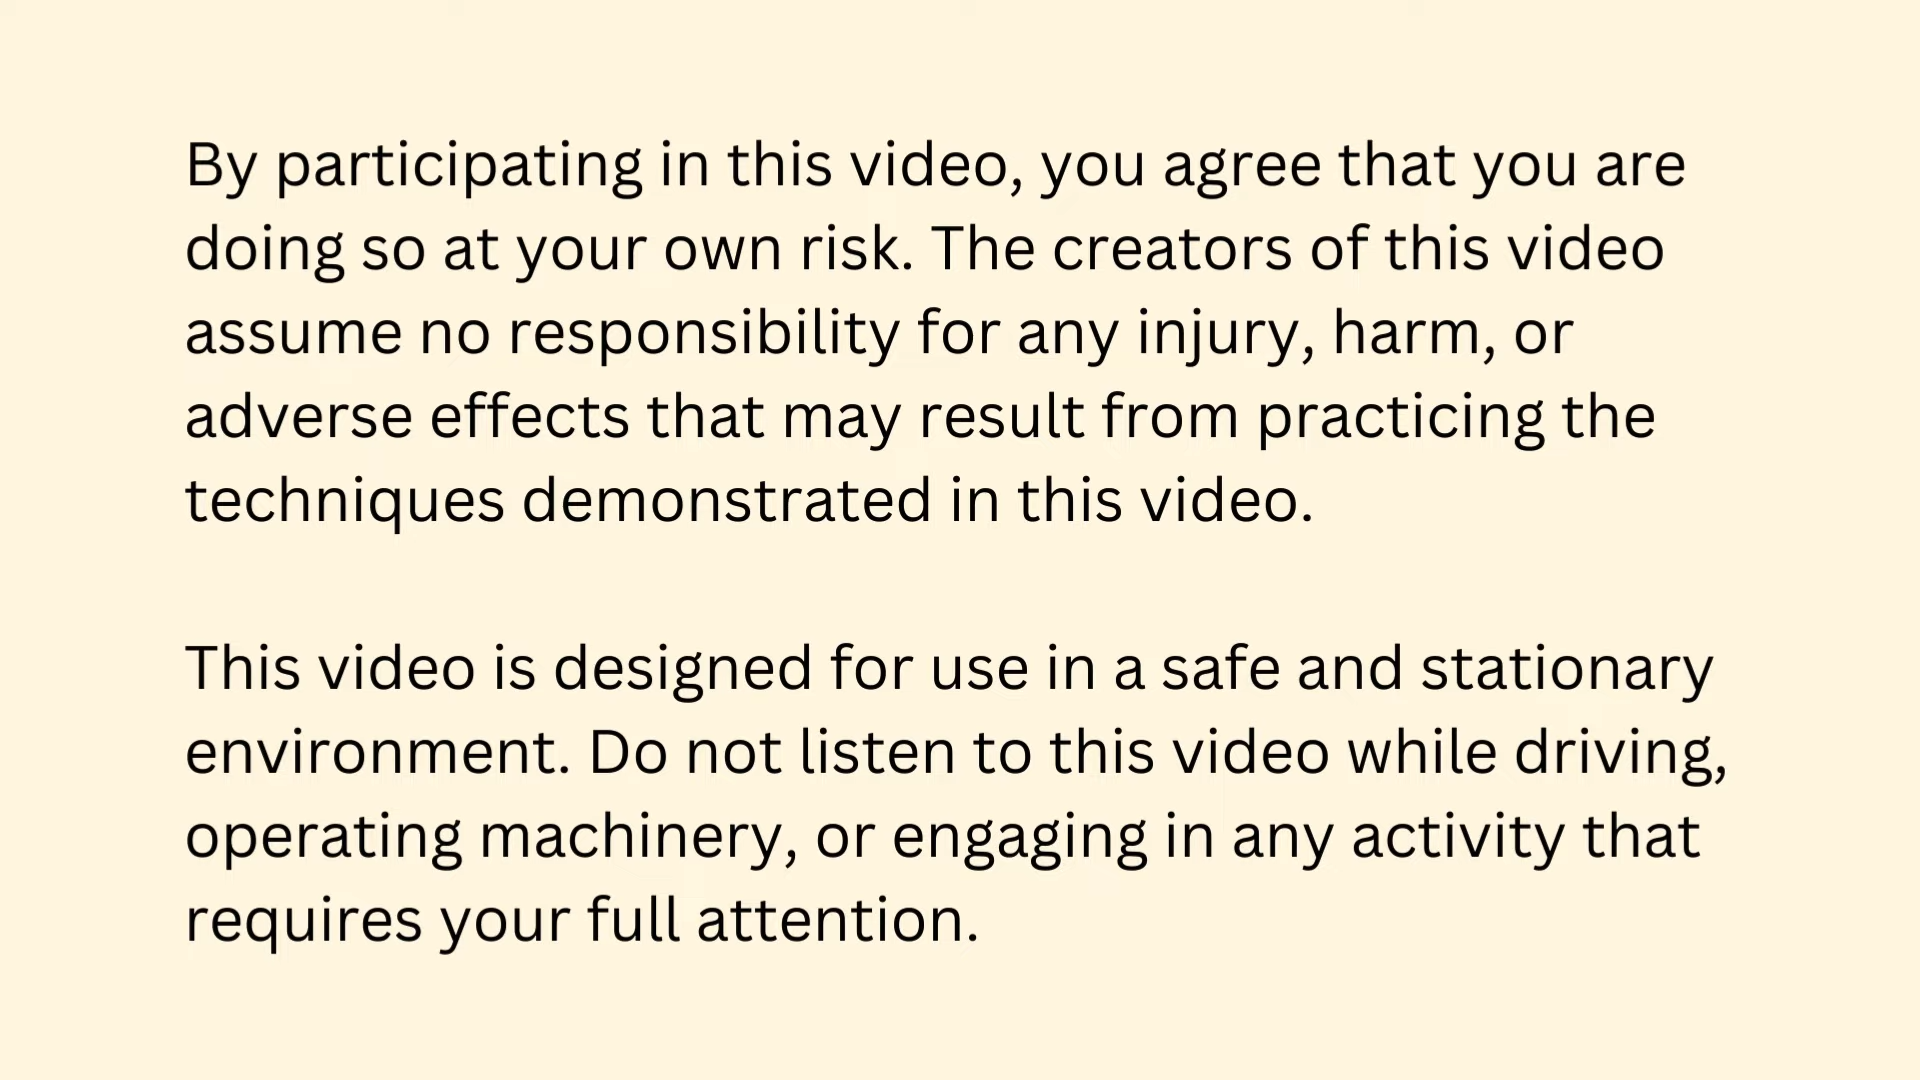 By participating in this video, you agree that you are
doing so at your own risk. The creators of this video
assume no responsibility for any injury, harm, or
adverse effects that may result from practicing the
techniques demonstrated in this video.
This video is designed for use in a safe and stationary
environment. Do not listen to this video while driving,
operating machinery, or engaging in any activity that
requires your full attention.